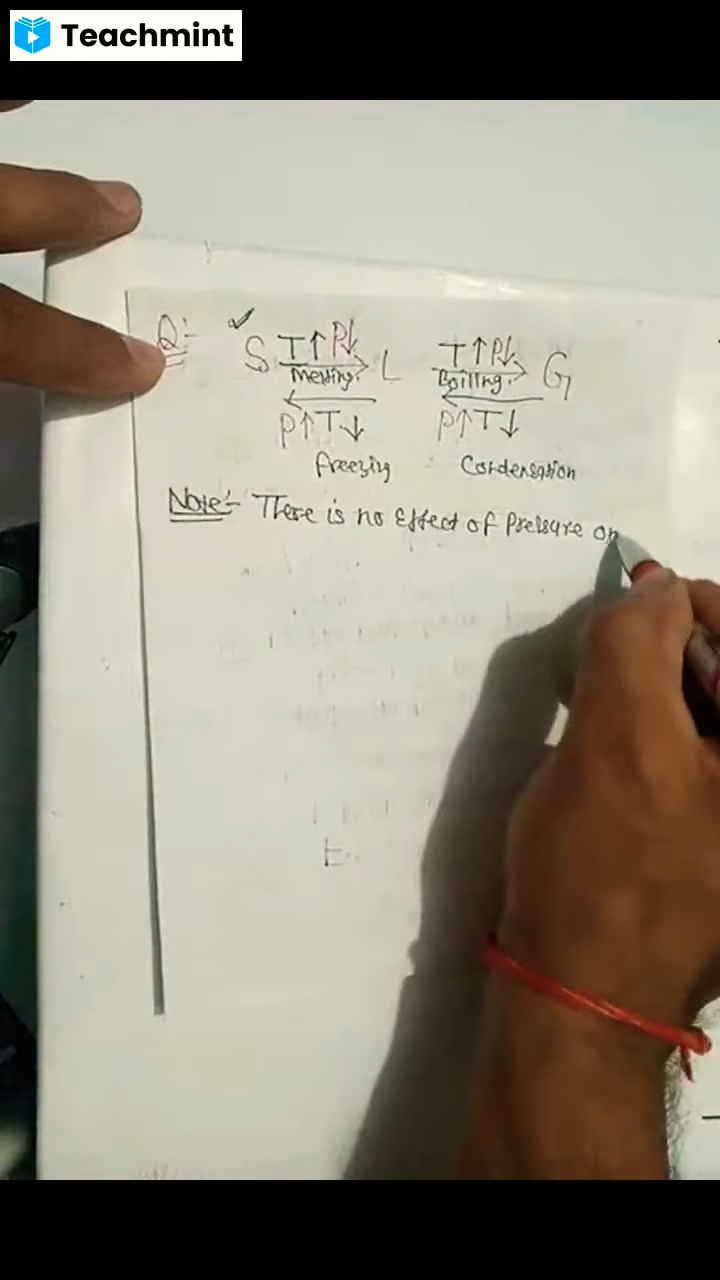 Teachmint
Q:-
S T↑ P↓ L T↑ P↓ G
Melting. Boiling.
P↑ T↓ P↑ T↓
freezing Condensation
Note:- There is no Effect of Pressure on
E